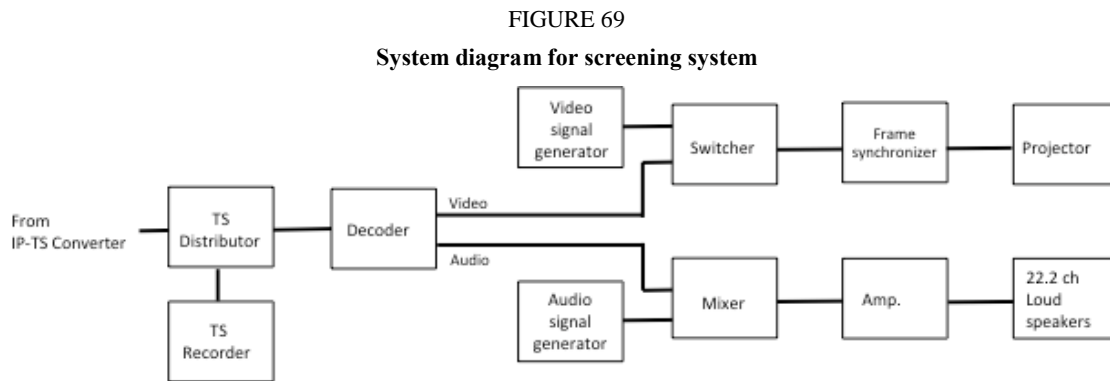 FIGURE 69
System diagram for screening system
Video
signal
generator
Switcher
Frame
synchronizer
Projector
From
IP-TS Converter
TS
Distributor
Decoder
Video
Audio
TS
Recorder
Audio
signal
generator
Mixer
Amp.
22.2 ch
Loud
speakers